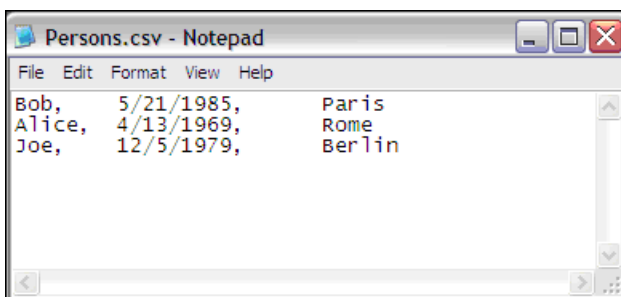 Persons.csv - Notepad
File Edit Format View Help
Bob, 5/21/1985, Paris
Alice, 4/13/1969, Rome
Joe, 12/5/1979, Berlin